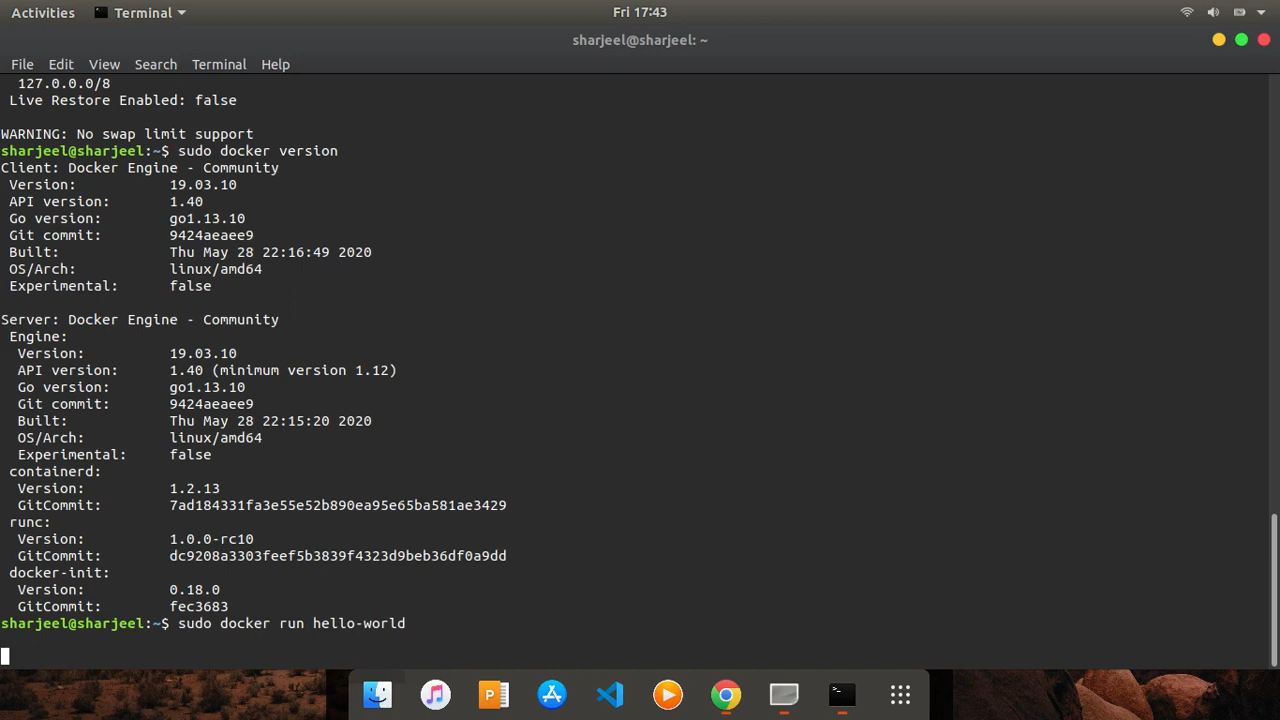 Activities Terminal Fri 17:43
sharjeel@sharjeel: ~
File Edit View Search Terminal Help
127.0.0.0/8
Live Restore Enabled: false
WARNING: No swap limit support
sharjeel@sharjeel:~$ sudo docker version
Client: Docker Engine - Community
Version: 19.03.10
API version: 1.40
Go version: go1.13.10
Git commit: 9424aeaee9
Built: Thu May 28 22:16:49 2020
OS/Arch: linux/amd64
Experimental: false
Server: Docker Engine - Community
Engine:
Version: 19.03.10
API version: 1.40 (minimum version 1.12)
Go version: go1.13.10
Git commit: 9424aeaee9
Built: Thu May 28 22:15:20 2020
OS/Arch: linux/amd64
Experimental: false
containerd:
Version: 1.2.13
GitCommit: 7ad184331fa3e55e52b890ea95e65ba581ae3429
runc:
Version: 1.0.0-rc10
GitCommit: dc9208a3303feef5b3839f4323d9beb36df0a9dd
docker-init:
Version: 0.18.0
GitCommit: fec3683
sharjeel@sharjeel:~$ sudo docker run hello-world
P